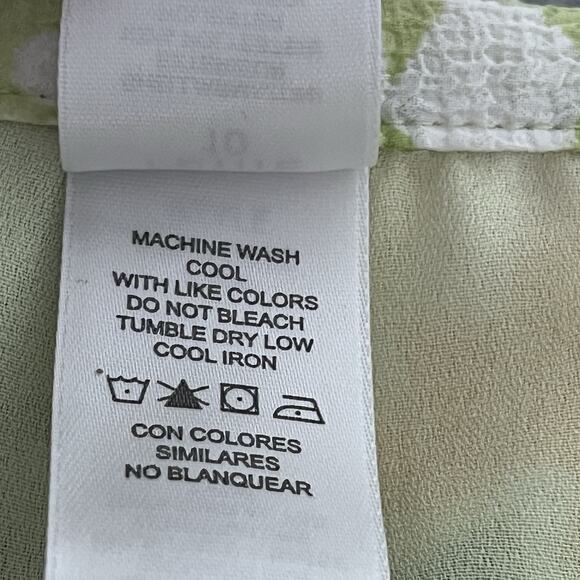 MACHINE WASH
COOL
WITH LIKE COLORS
DO NOT BLEACH
TUMBLE DRY LOW
COOL IRON
CON COLORES
SIMILARES
NO BLANQUEAR